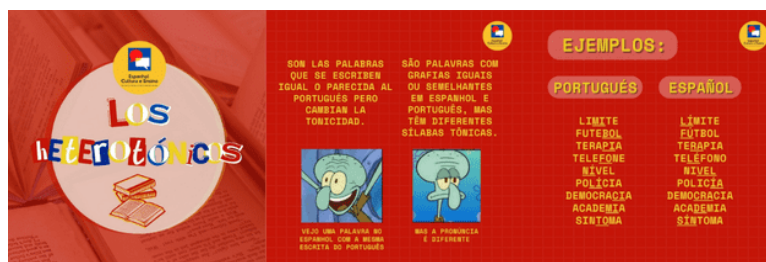 Español
Cultura e Ensino
Los
heterotónicos
SON LAS PALABRAS
QUE SE ESCRIBEN
IGUAL O PARECIDA AL
PORTUGUÉS PERO
CAMBIAN LA
TONICIDAD.
SÃO PALAVRAS COM
GRAFIAS IGUAIS
OU SEMELHANTES
EM ESPANHOL E
PORTUGUÊS, MAS
TÊM DIFERENTES
SÍLABAS TÔNICAS.
VEJO UMA PALAVRA NO
ESPANHOL COM A MESMA
ESCRITA DO PORTUGUÊS
MAS A PRONÚNCIA
É DIFERENTE
EJEMPLOS:
PORTUGUÉS
LIMITE
FUTEBOL
TERAPIA
TELEFONE
NÍVEL
POLÍCIA
DEMOCRACIA
ACADEMIA
SINTOMA
ESPAÑOL
LÍMITE
FÚTBOL
TERAPIA
TELÉFONO
NIVEL
POLICÍA
DEMOCRACIA
ACADEMIA
SÍNTOMA